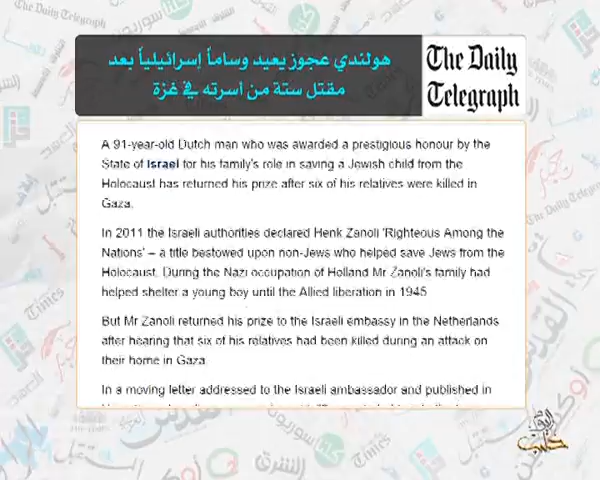 هولندي عجوز يعيد وساماً إسرائيلياً بعد
مقتل ستة من أسرته في غزة
The Daily
Telegraph
A 91-year-old Dutch man who was awarded a prestigious honour by the
State of Israel for his family's role in saving a Jewish child from the
Holocaust has returned his prize after six of his relatives were killed in
Gaza.
In 2011 the Israeli authorities declared Henk Zanoli 'Righteous Among the
Nations' – a title bestowed upon non-Jews who helped save Jews from the
Holocaust. During the Nazi occupation of Holland Mr Zanoli's family had
helped shelter a young boy until the Allied liberation in 1945
But Mr Zanoli returned his prize to the Israeli embassy in the Netherlands
after hearing that six of his relatives had been killed during an attack on
their home in Gaza
In a moving letter addressed to the Israeli ambassador and published in